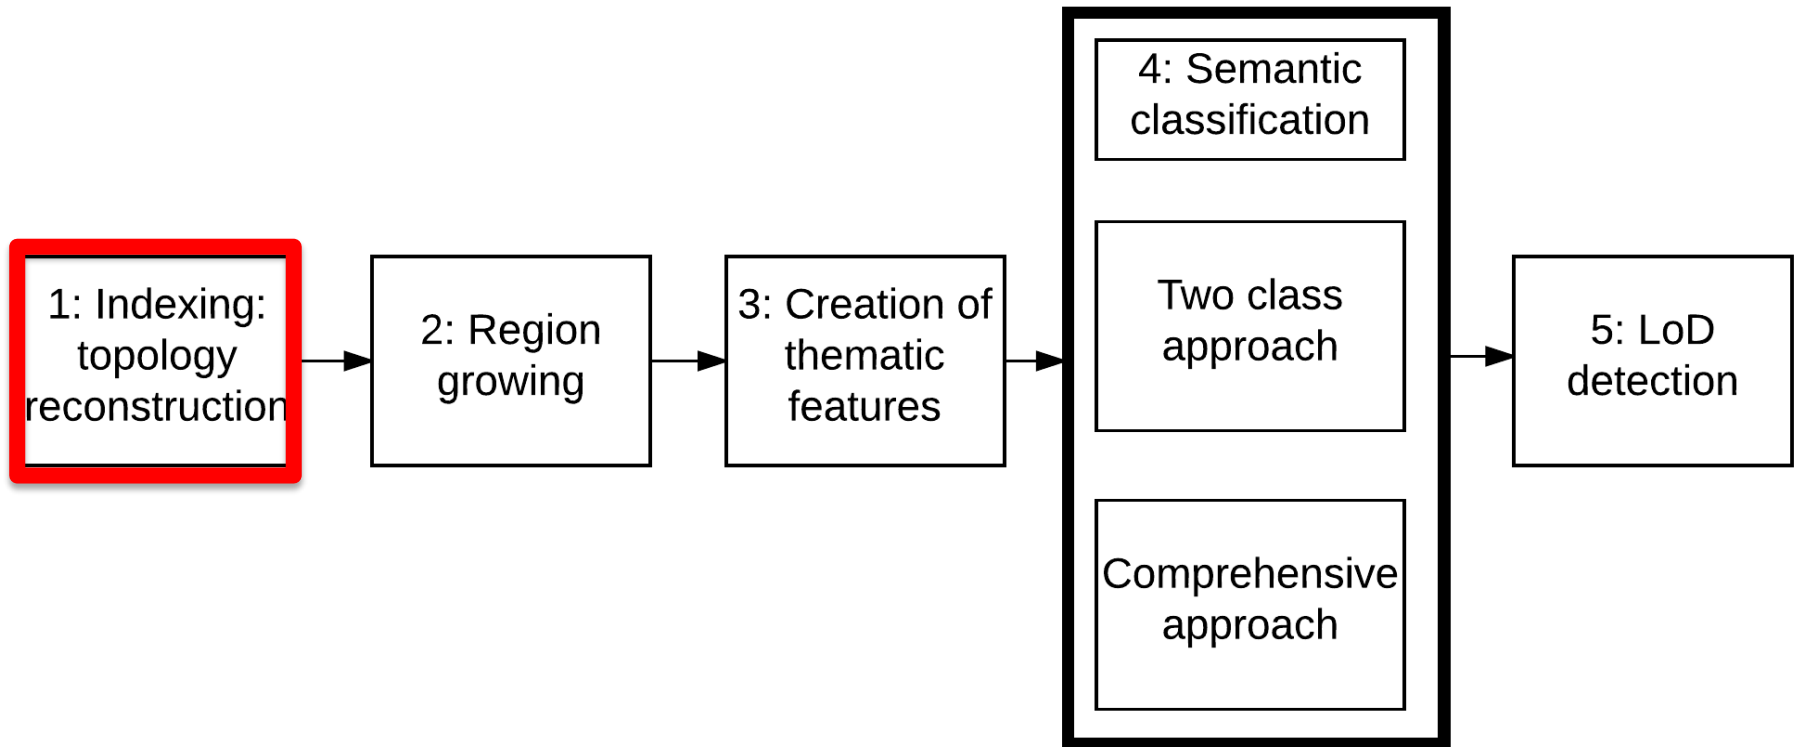 1: Indexing:
topology
reconstruction
2: Region
growing
3: Creation of
thematic
features
4: Semantic
classification
Two class
approach
Comprehensive
approach
5: LoD
detection